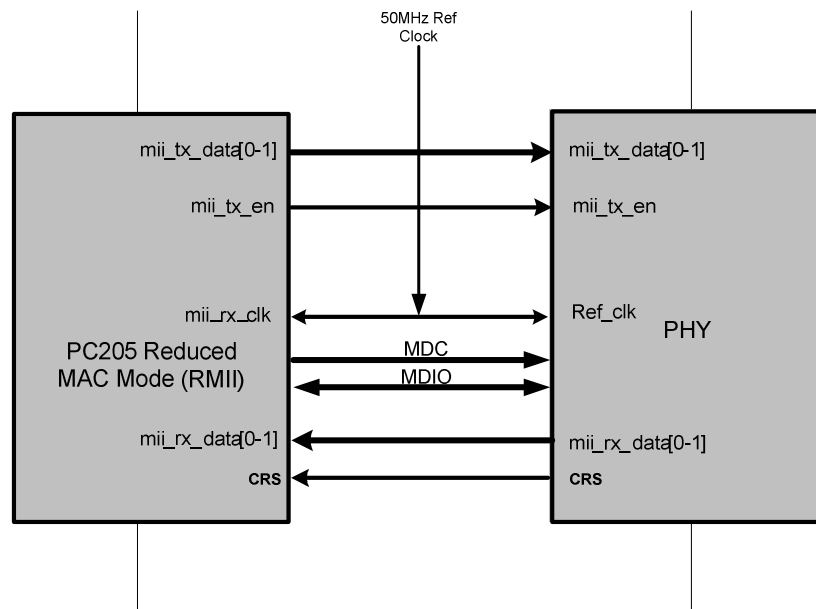 50MHz Ref
Clock
mii_tx_data[0-1]
mii_tx_data[0-1]
mii_tx_en
mii_tx_en
mii_rx_clk
Ref_clk
PHY
PC205 Reduced
MAC Mode (RMII)
MDC
MDIO
mii_rx_data[0-1]
mii_rx_data[0-1]
CRS
CRS